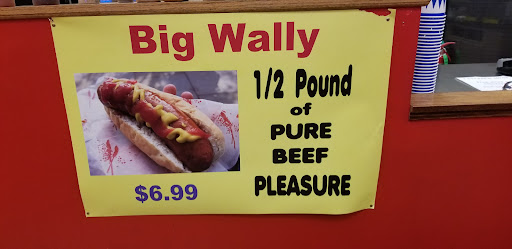 Big Wally
1/2 Pound
of
PURE
BEEF
PLEASURE
$6.99